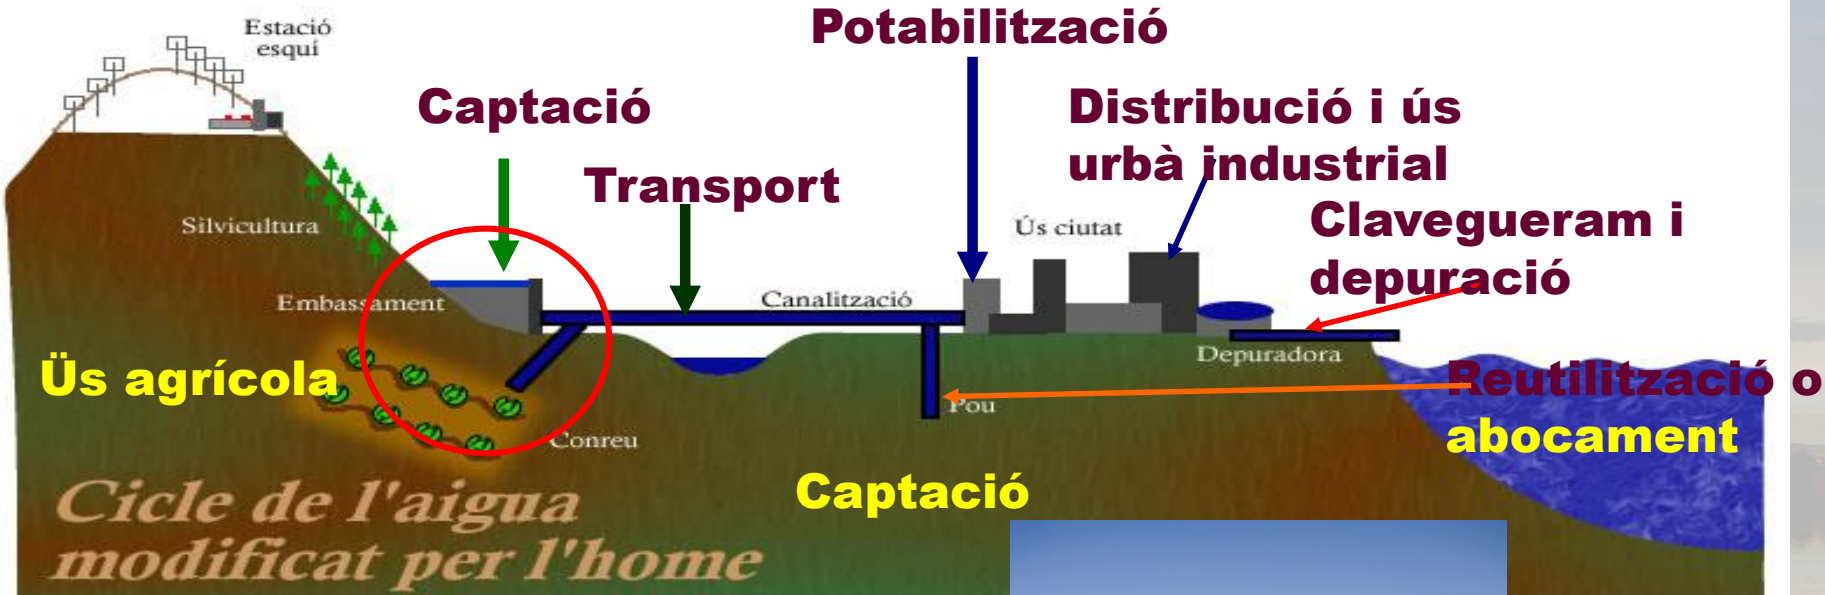 Estació
esquí
Potabilització
Captació
Distribució i ús
urbà industrial
Transport
Silvicultura
Ús ciutat
Clavegueram i
depuració
Embassament
Canalització
Depuradora
Üs agrícola
Reutilització o
abocament
Pou
Conreu
Captació
Cicle de l'aigua
modificat per l'home